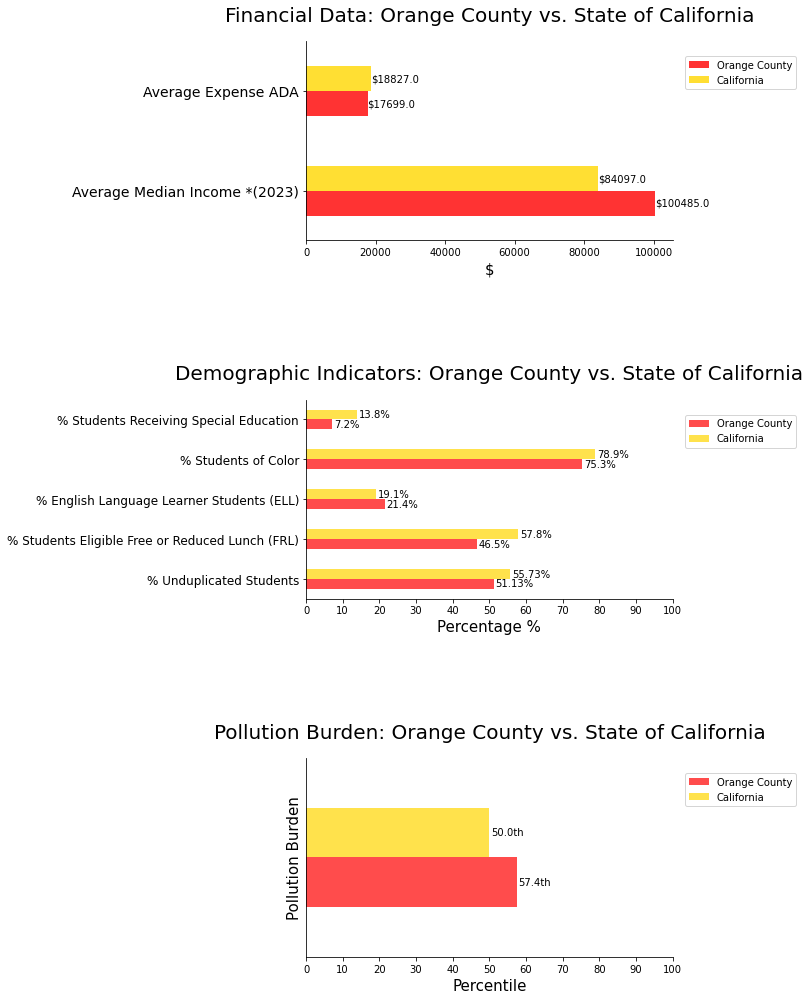 Financial Data: Orange County vs. State of California
Orange County
California
Average Expense ADA
$18827.0
$17699.0
Average Median Income *(2023)
$84097.0
$100485.0
0 20000 40000 60000 80000 100000
$
Demographic Indicators: Orange County vs. State of California
Orange County
California
% Students Receiving Special Education
13.8%
7.2%
% Students of Color
78.9%
75.3%
% English Language Learner Students (ELL)
19.1%
21.4%
% Students Eligible Free or Reduced Lunch (FRL)
57.8%
46.5%
% Unduplicated Students
55.73%
51.13%
0 10 20 30 40 50 60 70 80 90 100
Percentage %
Pollution Burden: Orange County vs. State of California
Orange County
California
Pollution Burden
50.0th
57.4th
0 10 20 30 40 50 60 70 80 90 100
Percentile